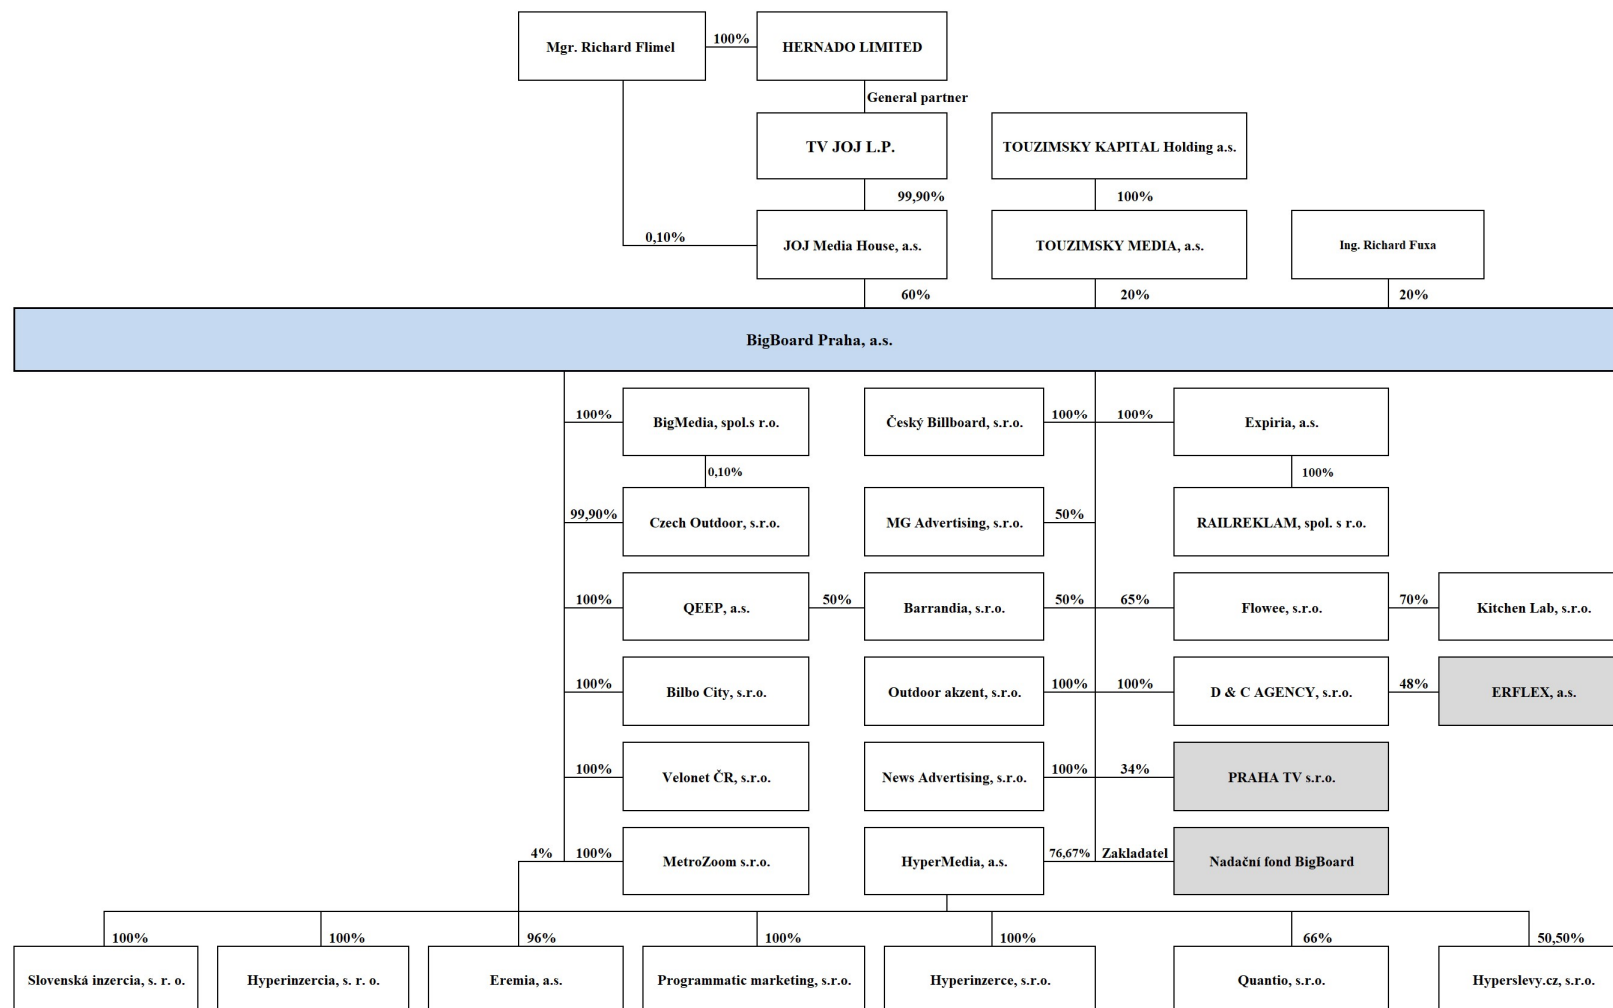 Mgr. Richard Flimel
100%
HERNADO LIMITED
General partner
TV JOJ L.P.
TOUZIMSKY KAPITAL Holding a.s.
99,90%
100%
0,10%
JOJ Media House, a.s.
TOUZIMSKY MEDIA, a.s.
Ing. Richard Fuxa
60%
20%
20%
BigBoard Praha, a.s.
100%
BigMedia, spol.s r.o.
Český Billboard, s.r.o.
100%
100%
Expiria, a.s.
0,10%
100%
99,90%
Czech Outdoor, s.r.o.
MG Advertising, s.r.o.
50%
RAILREKLAM, spol. s r.o.
100%
QEEP, a.s.
50%
Barrandia, s.r.o.
50%
65%
Flowee, s.r.o.
70%
Kitchen Lab, s.r.o.
100%
Bilbo City, s.r.o.
Outdoor akzent, s.r.o.
100%
100%
D & C AGENCY, s.r.o.
48%
ERFLEX, a.s.
100%
Velonet ČR, s.r.o.
News Advertising, s.r.o.
100%
34%
PRAHA TV s.r.o.
4%
100%
MetroZoom s.r.o.
HyperMedia, a.s.
76,67%
Zakladatel
Nadační fond BigBoard
100%
100%
96%
100%
100%
66%
50,50%
Slovenská inzercia, s. r. o.
Hyperinzercia, s. r. o.
Eremia, a.s.
Programmatic marketing, s.r.o.
Hyperinzerce, s.r.o.
Quantio, s.r.o.
Hyperslevy.cz, s.r.o.